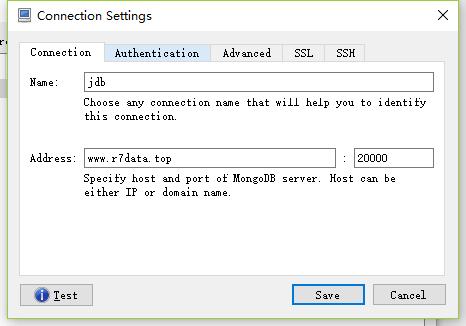 Connection Settings
Connection Authentication Advanced SSL SSH
Name: jdb
Choose any connection name that will help you to identify
this connection.
Address: www.r7data.top : 20000
Specify host and port of MongoDB server. Host can be
either IP or domain name.
Test Save Cancel